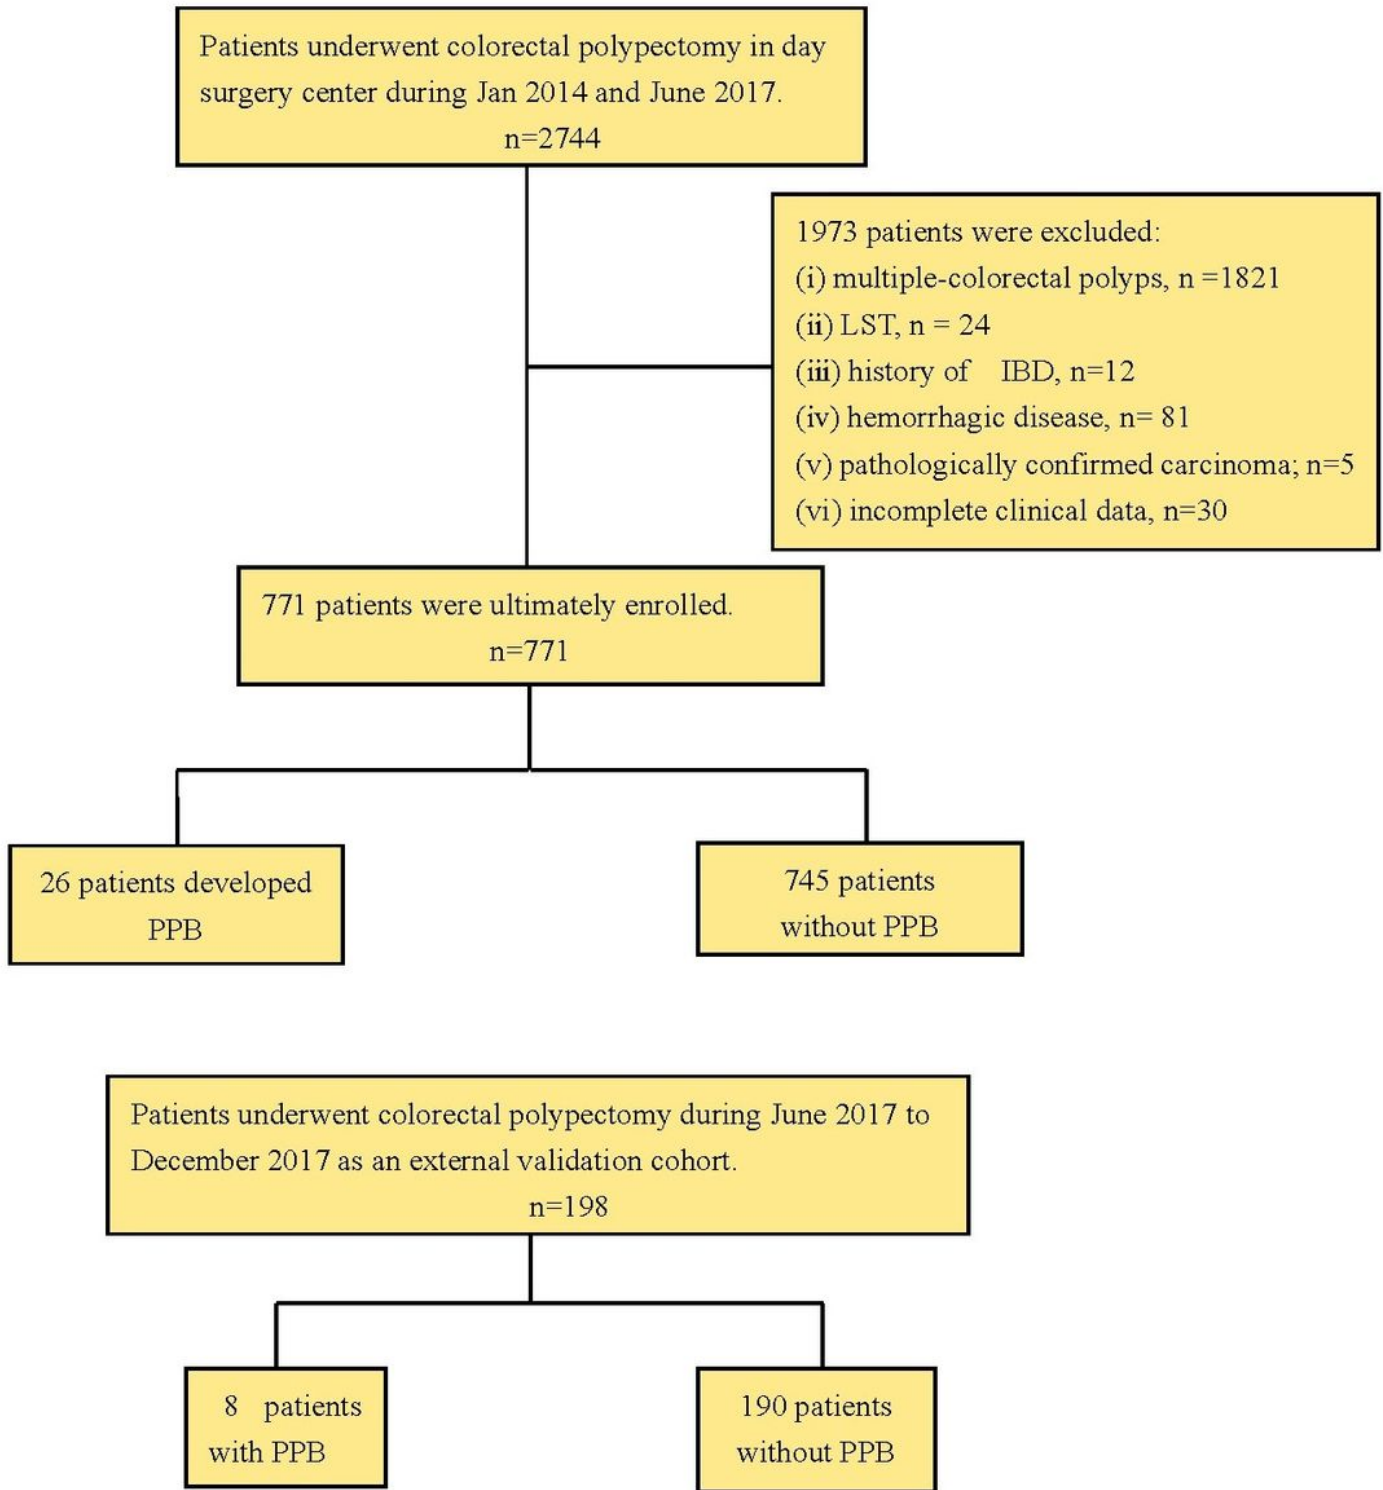 Patients underwent colorectal polypectomy in day
surgery center during Jan 2014 and June 2017.
n=2744
1973 patients were excluded:
(i) multiple-colorectal polyps, n =1821
(ii) LST, n = 24
(iii) history of IBD, n=12
(iv) hemorrhagic disease, n= 81
(v) pathologically confirmed carcinoma; n=5
(vi) incomplete clinical data, n=30
771 patients were ultimately enrolled.
n=771
26 patients developed
PPB
745 patients
without PPB
Patients underwent colorectal polypectomy during June 2017 to
December 2017 as an external validation cohort.
n=198
8 patients
with PPB
190 patients
without PPB